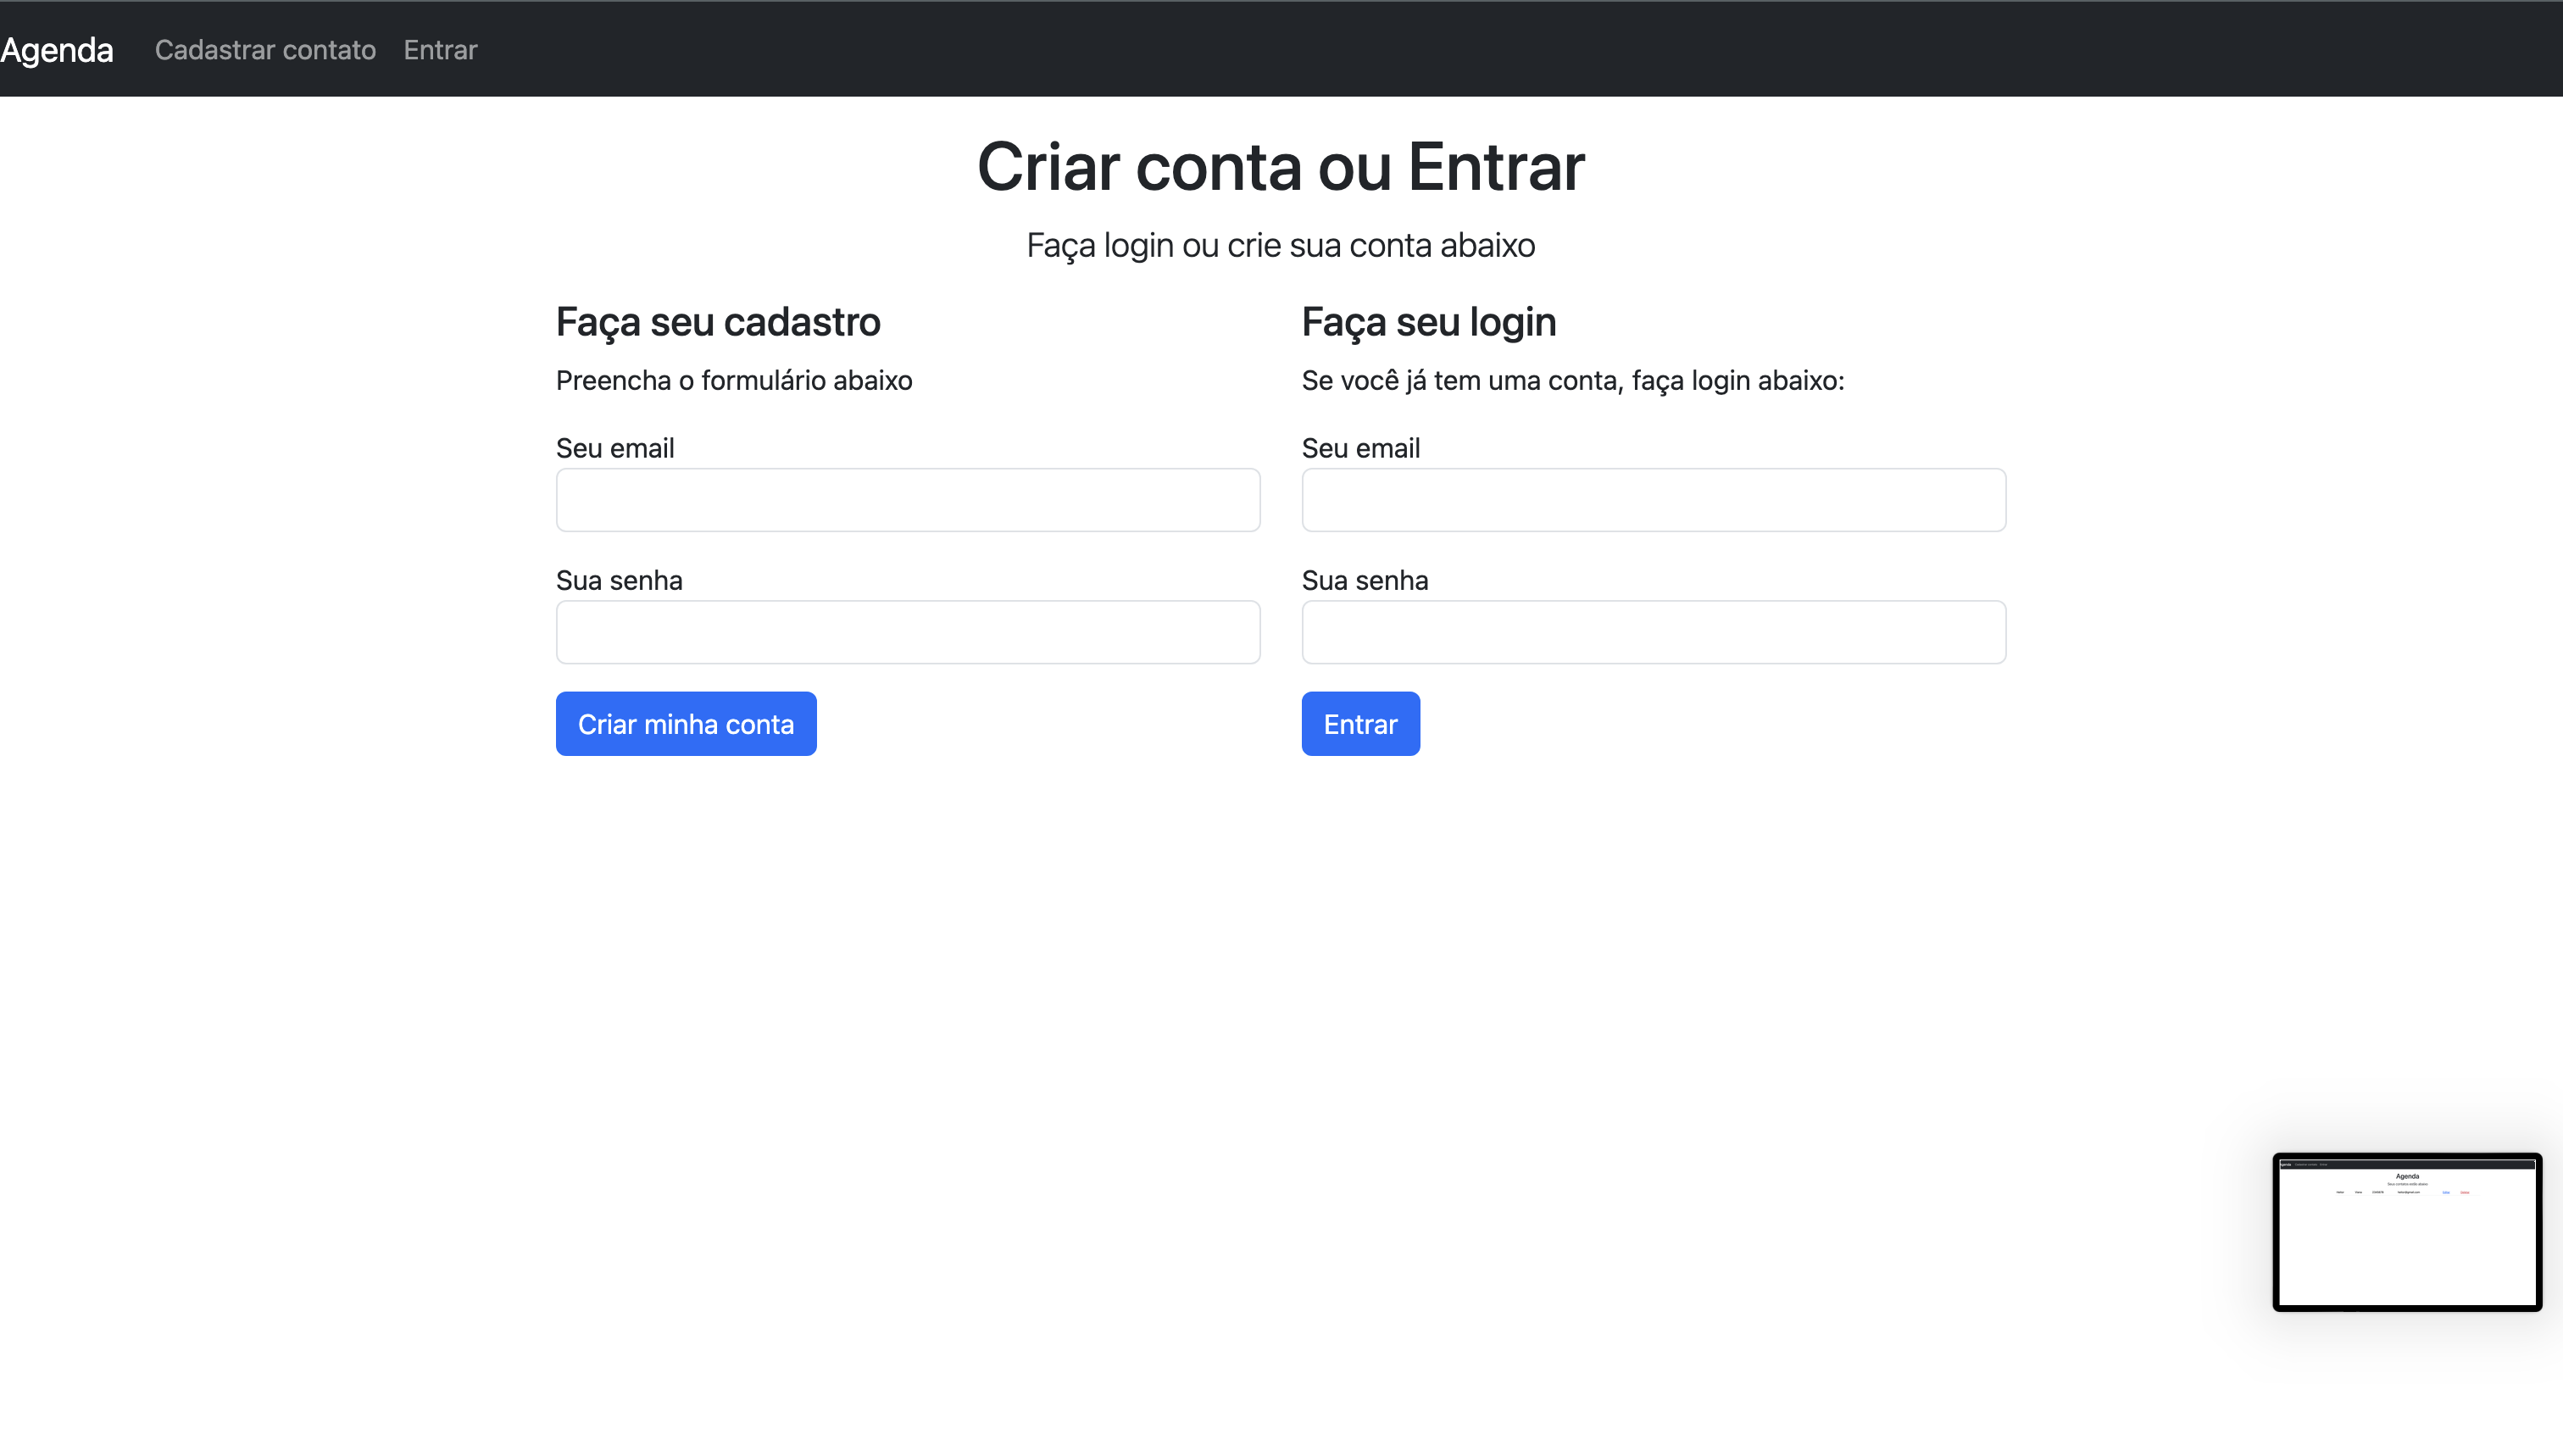 Agenda Cadastrar contato Entrar
Criar conta ou Entrar
Faça login ou crie sua conta abaixo
Faça seu cadastro
Preencha o formulário abaixo
Seu email
Sua senha
Criar minha conta
Faça seu login
Se você já tem uma conta, faça login abaixo:
Seu email
Sua senha
Entrar
Agenda